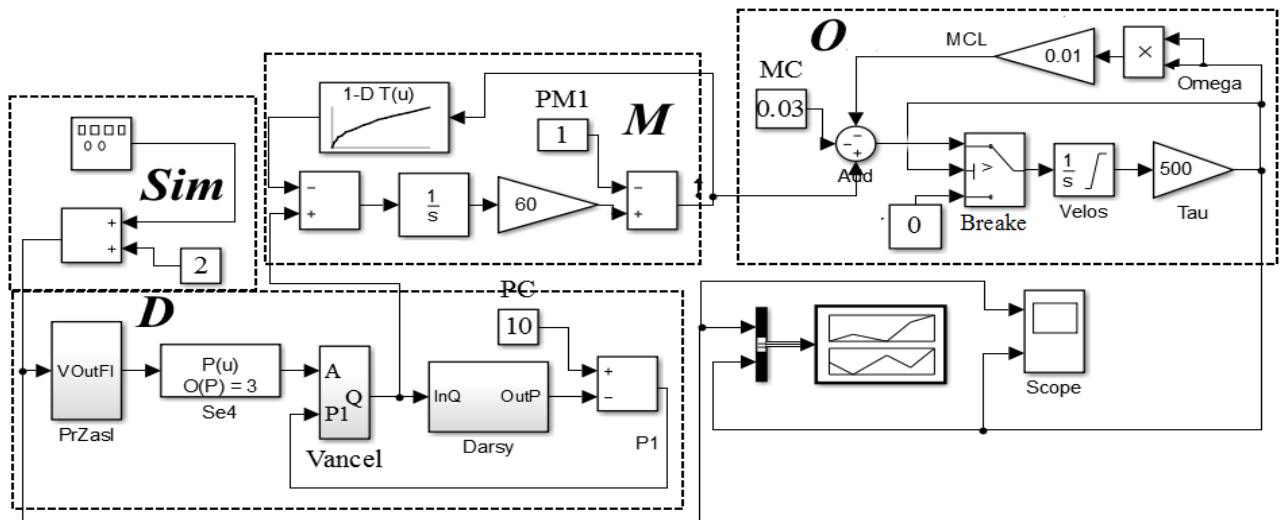 O
MCL
0.01
×
Omega
MC
0.03
Add
0
Breake
1
s
Velos
500
Tau
M
1-D T(u)
PM1
1
1
s
60
Sim
2
D
PC
10
VOutFl
PrZasl
P(u)
O(P) = 3
Se4
A
Q
P1
Vancel
InQ
OutP
Darsy
P1
Scope